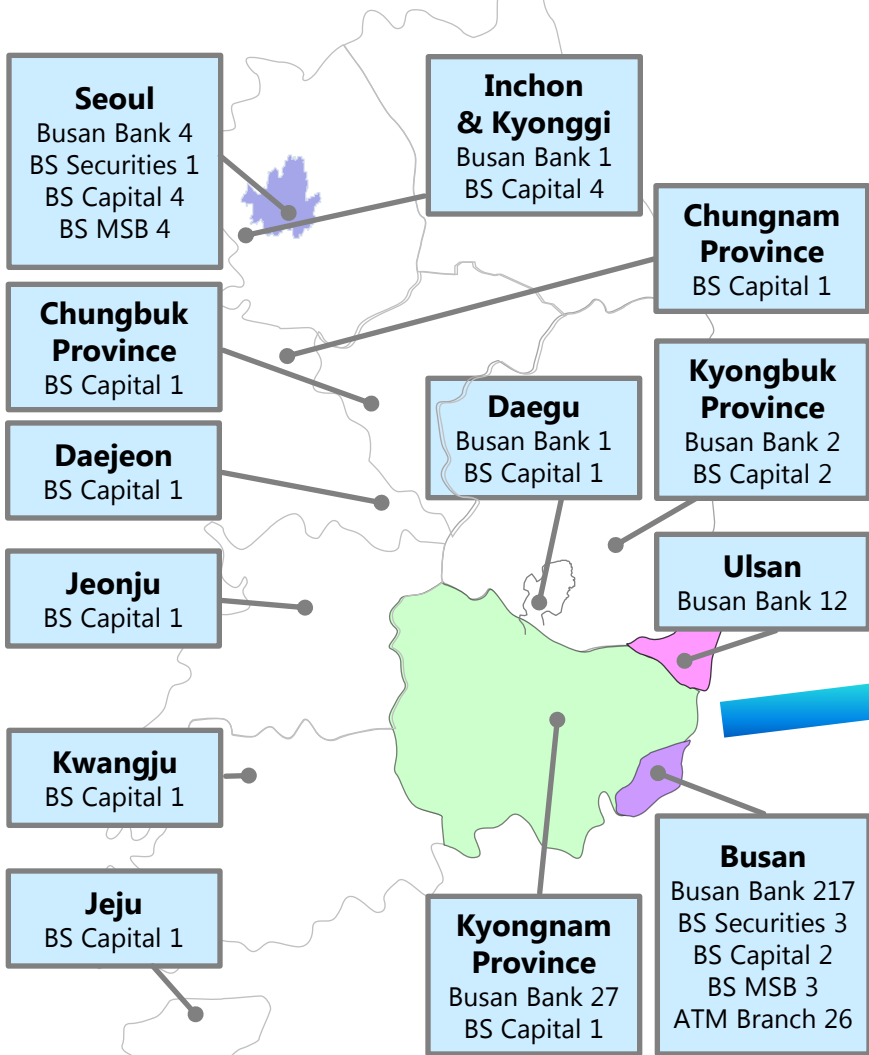 Seoul
Busan Bank 4
BS Securities 1
BS Capital 4
BS MSB 4
Inchon
& Kyonggi
Busan Bank 1
BS Capital 4
Chungnam
Province
BS Capital 1
Chungbuk
Province
BS Capital 1
Daegu
Busan Bank 1
BS Capital 1
Kyongbuk
Province
Busan Bank 2
BS Capital 2
Daejeon
BS Capital 1
Jeonju
BS Capital 1
Ulsan
Busan Bank 12
Kwangju
BS Capital 1
Jeju
BS Capital 1
Kyongnam
Province
Busan Bank 27
BS Capital 1
Busan
Busan Bank 217
BS Securities 3
BS Capital 2
BS MSB 3
ATM Branch 26